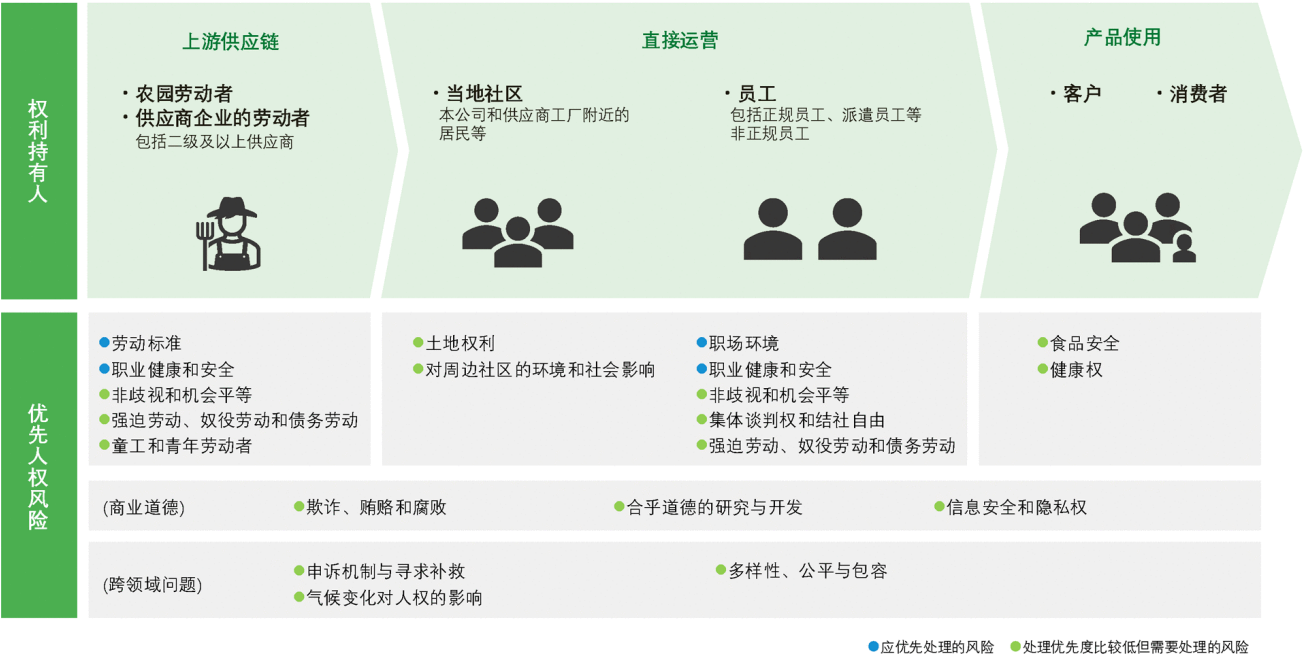 权利持有人
上游供应链
・农园劳动者
・供应商企业的劳动者
包括二级及以上供应商
直接运营
・当地社区
本公司和供应商工厂附近的
居民等
・员工
包括正规员工、派遣员工等
非正规员工
产品使用
・客户
・消费者
优先人权风险
●劳动标准
●职业健康和安全
●非歧视和机会平等
●强迫劳动、奴役劳动和债务劳动
●童工和青年劳动者
●土地权利
●对周边社区的环境和社会影响
●职场环境
●职业健康和安全
●非歧视和机会平等
●集体谈判权和结社自由
●强迫劳动、奴役劳动和债务劳动
●食品安全
●健康权
(商业道德)
●欺诈、贿赂和腐败
●合乎道德的研究与开发
●信息安全和隐私权
(跨领域问题)
●申诉机制与寻求补救
●气候变化对人权的影响
●多样性、公平与包容
●应优先处理的风险
●处理优先度比较低但需要处理的风险